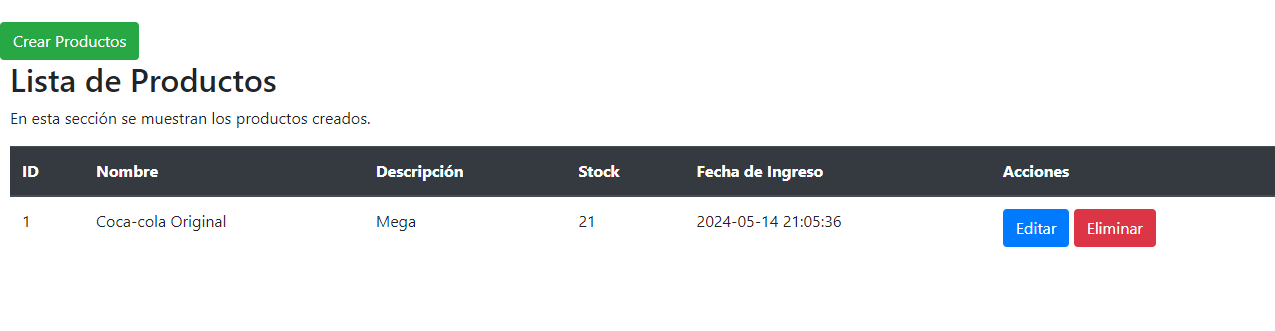 Crear Productos
Lista de Productos
En esta sección se muestran los productos creados.
ID Nombre Descripción Stock Fecha de Ingreso Acciones
1 Coca-cola Original Mega 21 2024-05-14 21:05:36 Editar Eliminar